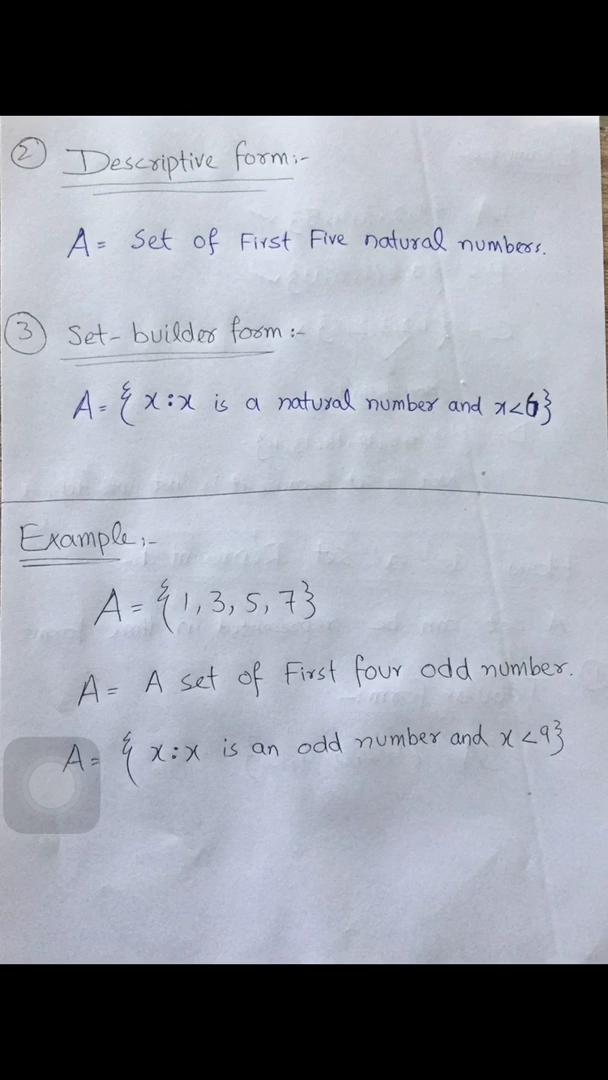 ② Descriptive form:-
A = Set of First Five natural numbers.
③ Set-builder form :-
A = { x : x is a natural number and x<6}
Example:-
A = {1, 3, 5, 7}
A = A set of First four odd number.
A = { x : x is an odd number and x <9}